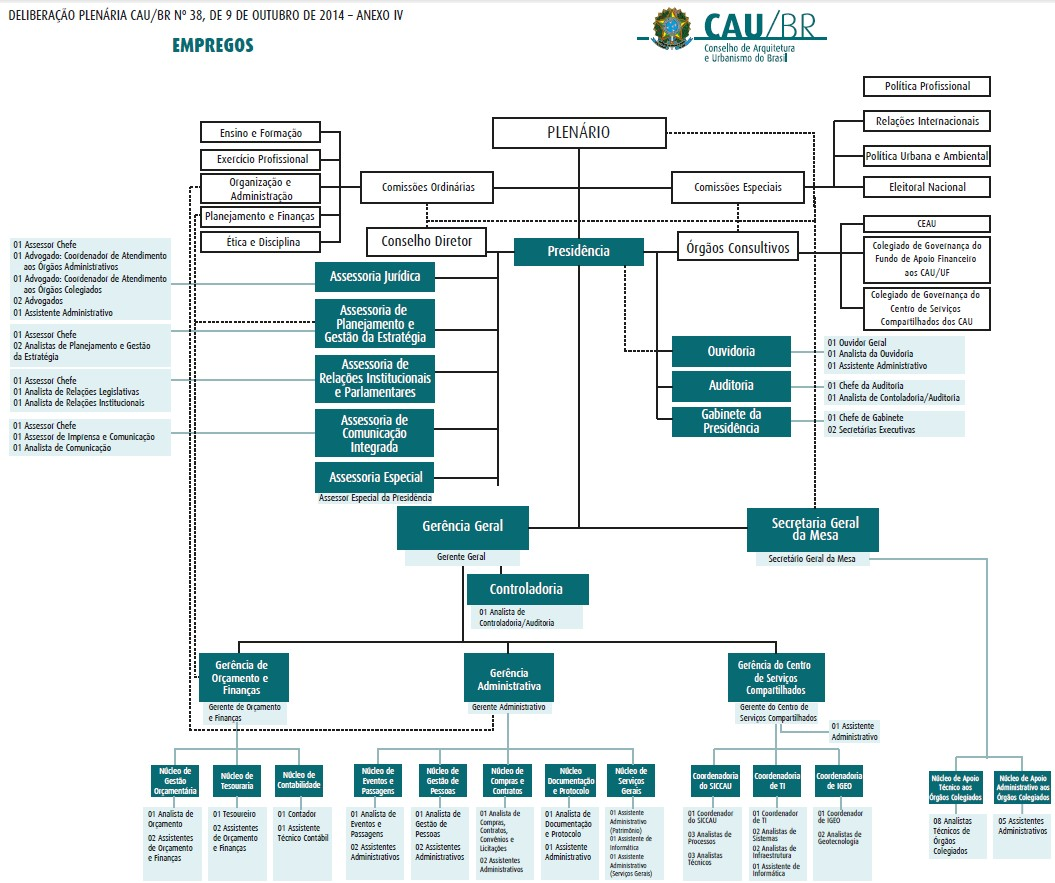 DELIBERAÇÃO PLENÁRIA CAU/BR Nº 38, DE 9 DE OUTUBRO DE 2014 – ANEXO IV
EMPREGOS
CAU/BR
Conselho de Arquitetura
e Urbanismo do Brasil
Política Profissional
Relações Internacionais
Política Urbana e Ambiental
Eleitoral Nacional
Ensino e Formação
Exercício Profissional
Organização e
Administração
Planejamento e Finanças
Ética e Disciplina
PLENÁRIO
Comissões Ordinárias
Comissões Especiais
Conselho Diretor
Presidência
Órgãos Consultivos
CEAU
Colegiado de Governança do
Fundo de Apoio Financeiro
aos CAU/UF
Colegiado de Governança do
Centro de Serviços
Compartilhados dos CAU
01 Assessor Chefe
01 Advogado: Coordenador de Atendimento
aos Órgãos Administrativos
01 Advogado: Coordenador de Atendimento
aos Órgãos Colegiados
02 Advogados
01 Assistente Administrativo
Assessoria Jurídica
01 Assessor Chefe
02 Analistas de Planejamento e Gestão
da Estratégia
Assessoria de
Planejamento e
Gestão da Estratégia
01 Assessor Chefe
01 Analista de Relações Legislativas
01 Analista de Relações Institucionais
Assessoria de
Relações Institucionais
e Parlamentares
01 Assessor Chefe
01 Assessor de Imprensa e Comunicação
01 Analista de Comunicação
Assessoria de
Comunicação
Integrada
Assessoria Especial
Assessor Especial da Presidência
Ouvidoria
01 Ouvidor Geral
01 Analista da Ouvidoria
01 Assistente Administrativo
Auditoria
01 Chefe da Auditoria
01 Analista de Contoladoria/Auditoria
Gabinete da
Presidência
01 Chefe de Gabinete
02 Secretárias Executivas
Gerência Geral
Gerente Geral
Secretaria Geral
da Mesa
Secretário Geral da Mesa
Controladoria
01 Analista de
Controladoria/Auditoria
Gerência de
Orçamento e
Finanças
Gerente de Orçamento
e Finanças
Gerência
Administrativa
Gerente Administrativo
Gerência do Centro
de Serviços
Compartilhados
Gerente do Centro de
Serviços Compartilhados
01 Assistente
Administrativo
Núcleo de
Gestão
Orçamentária
01 Analista de
Orçamento
02 Assistentes
de Orçamento
e Finanças
Núcleo de
Tesouraria
01 Tesoureiro
02 Assistentes
de Orçamento
e Finanças
Núcleo de
Contabilidade
01 Contador
01 Assistente
Técnico Contábil
Núcleo de
Eventos e
Passagens
01 Analista de
Eventos e
Passagens
02 Assistentes
Administrativos
Núcleo de
Gestão de
Pessoas
01 Analista de
Gestão de
Pessoas
02 Assistentes
Administrativos
Núcleo de
Compras e
Contratos
01 Analista de
Compras,
Contratos,
Convênios e
Licitações
02 Assistentes
Administrativos
Núcleo
Documentação
e Protocolo
01 Analista de
Documentação
e Protocolo
01 Assistente
Administrativo
Núcleo de
Serviços
Gerais
01 Assistente
Administrativo
(Patrimônio)
01 Assistente de
Informática
01 Assistente
Administrativo
(Serviços Gerais)
Coordenadoria
do SICCAU
01 Coordenador
do SICCAU
03 Analistas de
Processos
03 Analistas
Técnicos
Coordenadoria
de TI
01 Coordenador
de TI
02 Analistas de
Sistemas
02 Analistas de
Infraestrutura
01 Assistente de
Informática
Coordenadoria
de IGEO
01 Coordenador
de IGEO
02 Analistas de
Geotecnologia
Núcleo de Apoio
Técnico aos
Órgãos Colegiados
08 Analistas
Técnicos de
Órgãos
Colegiados
Núcleo de Apoio
Administrativo aos
Órgãos Colegiados
05 Assistentes
Administrativos